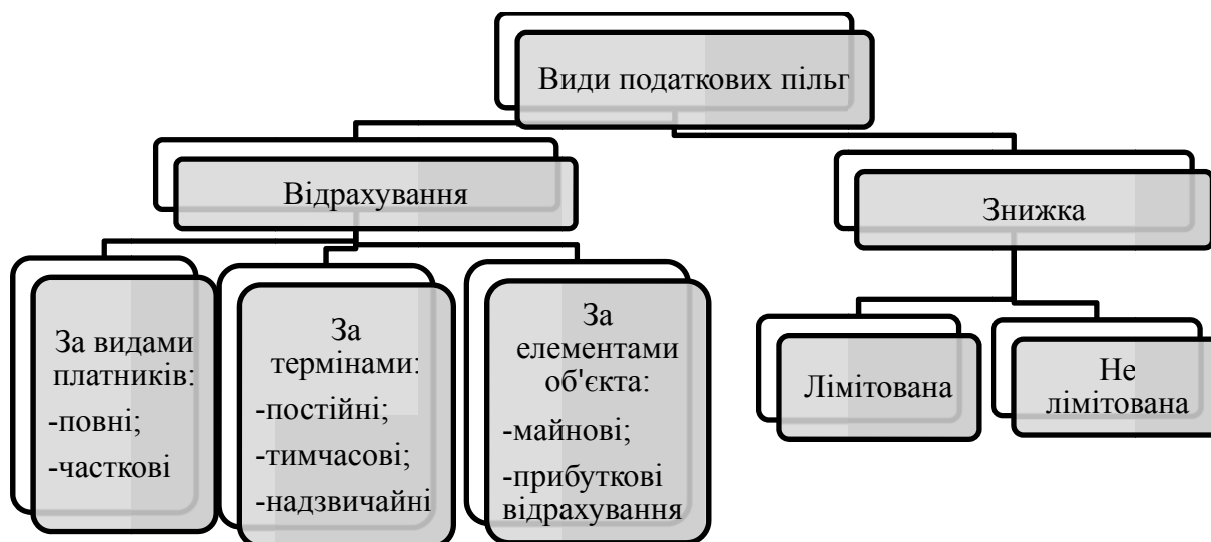 Види податкових пільг
Відрахування
Знижка
За видами
платників:
-повні;
-часткові
За
термінами:
-постійні;
-тимчасові;
-надзвичайні
За
елементами
об'єкта:
-майнові;
-прибуткові
відрахування
Лімітована
Не
лімітована